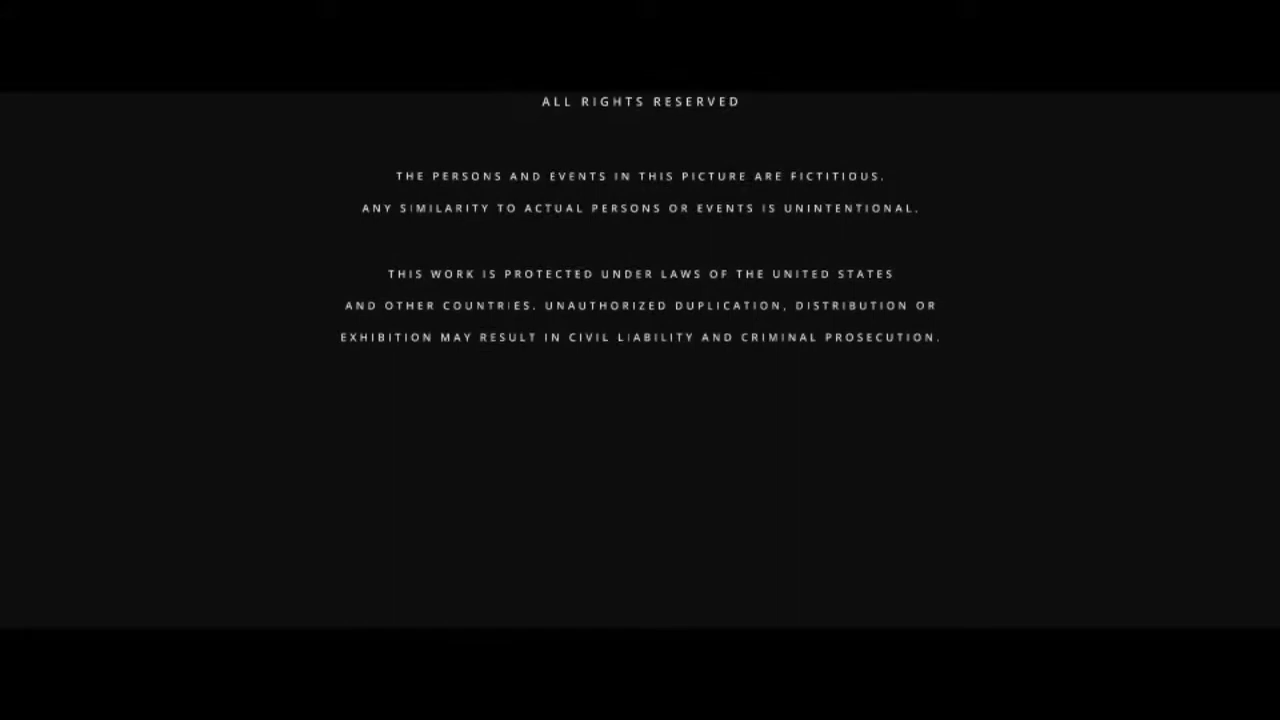 ALL RIGHTS RESERVED
THE PERSONS AND EVENTS IN THIS PICTURE ARE FICTITIOUS.
ANY SIMILARITY TO ACTUAL PERSONS OR EVENTS IS UNINTENTIONAL.
THIS WORK IS PROTECTED UNDER LAWS OF THE UNITED STATES
AND OTHER COUNTRIES. UNAUTHORIZED DUPLICATION, DISTRIBUTION OR
EXHIBITION MAY RESULT IN CIVIL LIABILITY AND CRIMINAL PROSECUTION.